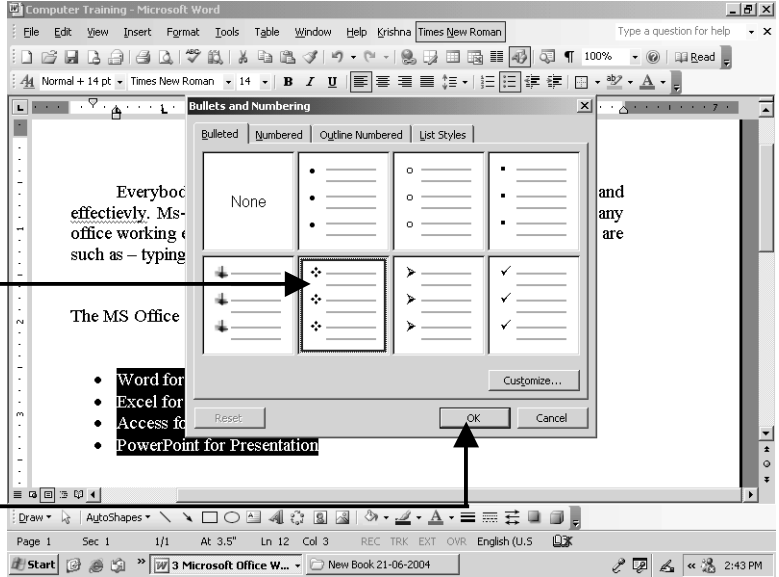 Computer Training - Microsoft Word
File Edit View Insert Format Tools Table Window Help Krishna Times New Roman Type a question for help
100% Read
Normal + 14 pt Times New Roman 14 B I U A
L 1 7
Bullets and Numbering
Bulleted Numbered Outline Numbered List Styles
None
Everybod and
effectievly. Ms- any
office working e are
such as – typing
The MS Office
Word for
Excel for
Access fo
PowerPoint for Presentation
Customize...
Reset OK Cancel
1
2
3
Draw AutoShapes A
Page 1 Sec 1 1/1 At 3.5" Ln 12 Col 3 REC TRK EXT OVR English (U.S
Start » 3 Microsoft Office W... New Book 21-06-2004 « 2:43 PM